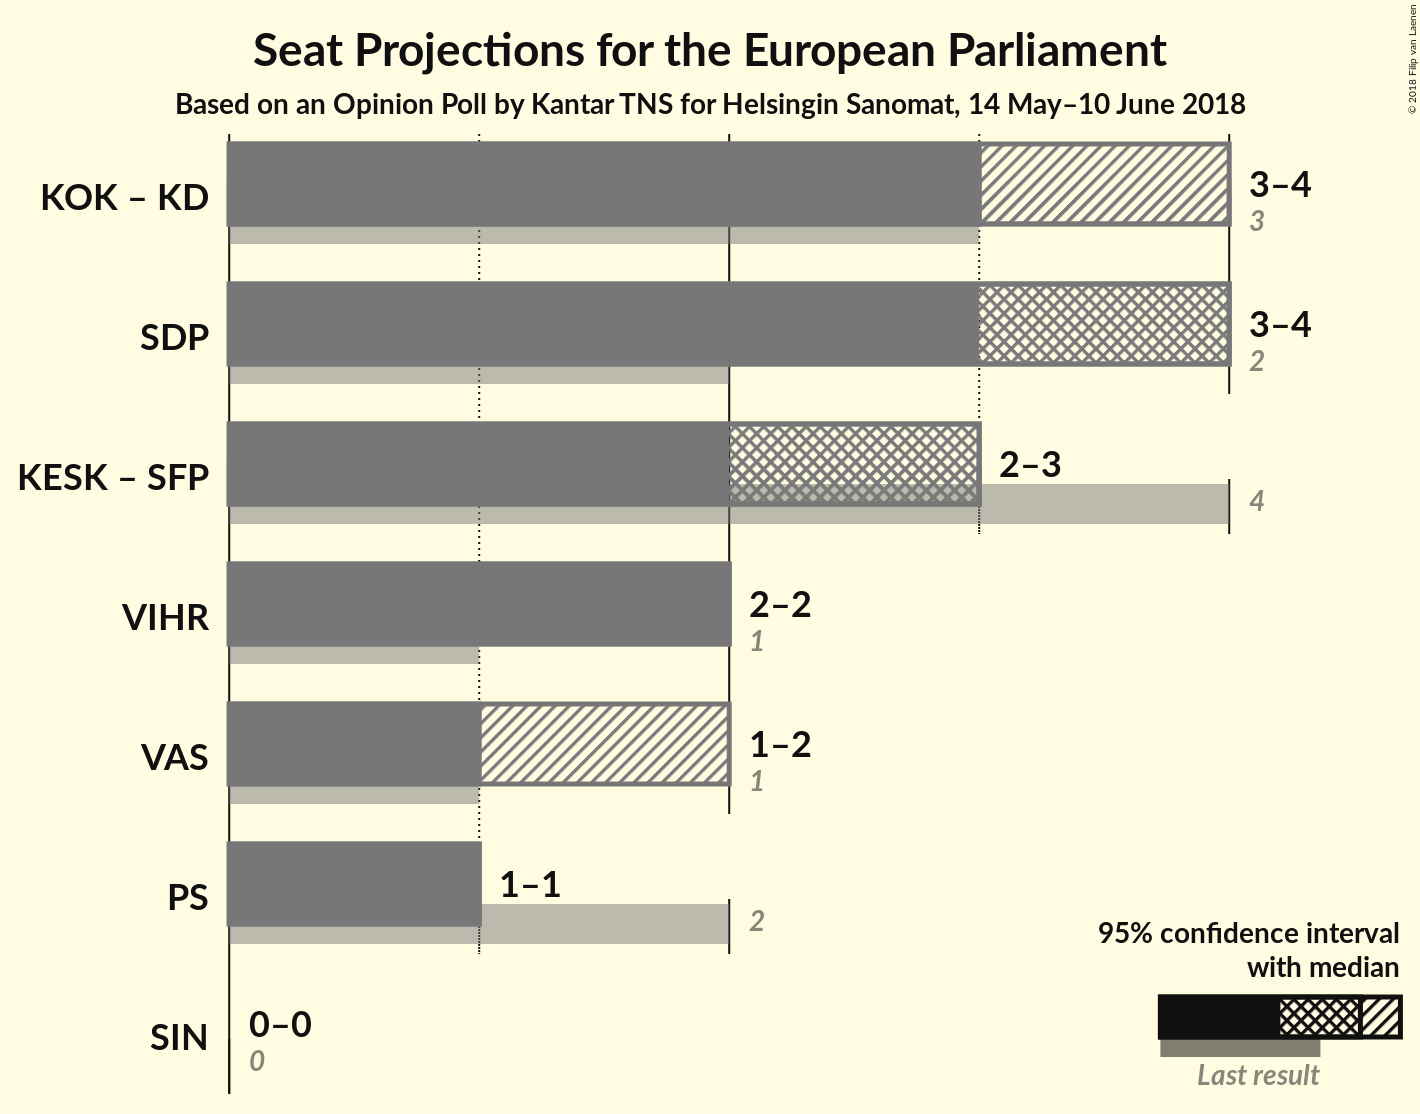 Seat Projections for the European Parliament
Based on an Opinion Poll by Kantar TNS for Helsingin Sanomat, 14 May–10 June 2018
© 2018 Filip van Laenen
KOK – KD
3–4
3
SDP
3–4
2
KESK – SFP
2–3
4
VIHR
2–2
1
VAS
1–2
1
PS
1–1
2
SIN
0–0
0
95% confidence interval
with median
Last result